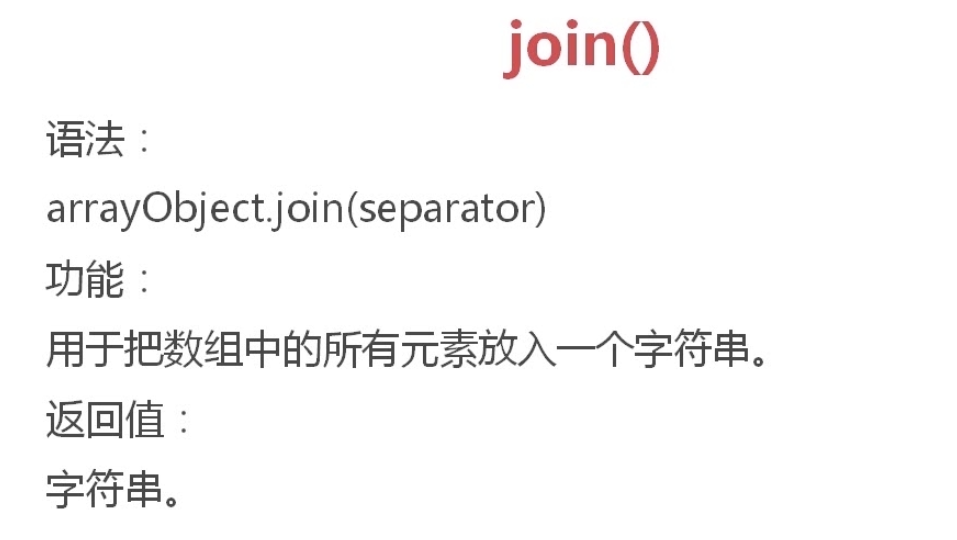 join()
语法：
arrayObject.join(separator)
功能：
用于把数组中的所有元素放入一个字符串。
返回值：
字符串。